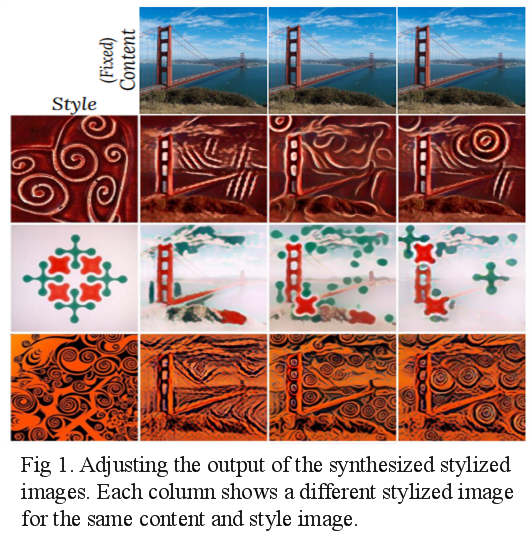 (Fixed)
Content
Style
Fig 1. Adjusting the output of the synthesized stylized
images. Each column shows a different stylized image
for the same content and style image.